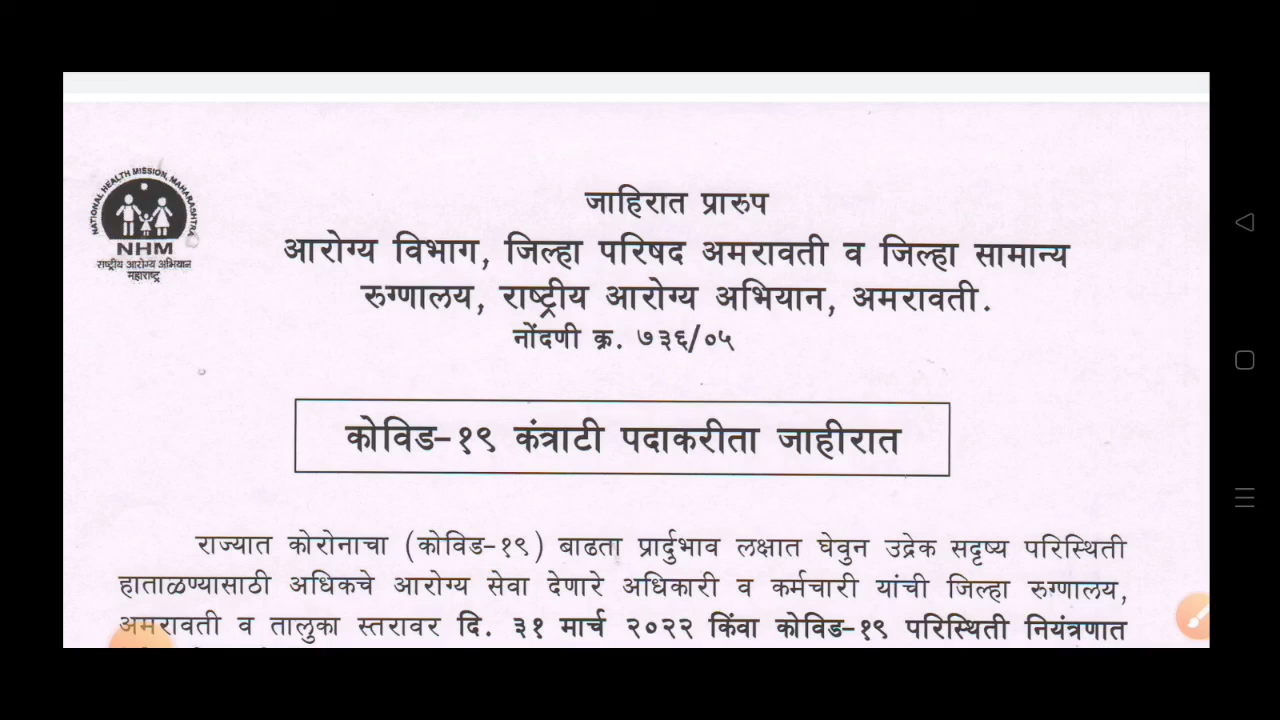 NATIONAL HEALTH MISSION, MAHARASHTRA
NHM
राष्ट्रीय आरोग्य अभियान
महाराष्ट्र
जाहिरात प्रारुप
आरोग्य विभाग, जिल्हा परिषद अमरावती व जिल्हा सामान्य
रुग्णालय, राष्ट्रीय आरोग्य अभियान, अमरावती.
नोंदणी क्र. ७३६/०५
कोविड-१९ कंत्राटी पदाकरीता जाहीरात
राज्यात कोरोनाचा (कोविड-१९) बाढता प्रार्दुभाव लक्षात घेवुन उद्रेक सदृष्य परिस्थिती
हाताळण्यासाठी अधिकचे आरोग्य सेवा देणारे अधिकारी व कर्मचारी यांची जिल्हा रुग्णालय,
अमरावती व तालुका स्तरावर दि. ३१ मार्च २०२२ किंवा कोविड-१९ परिस्थिती नियंत्रणात